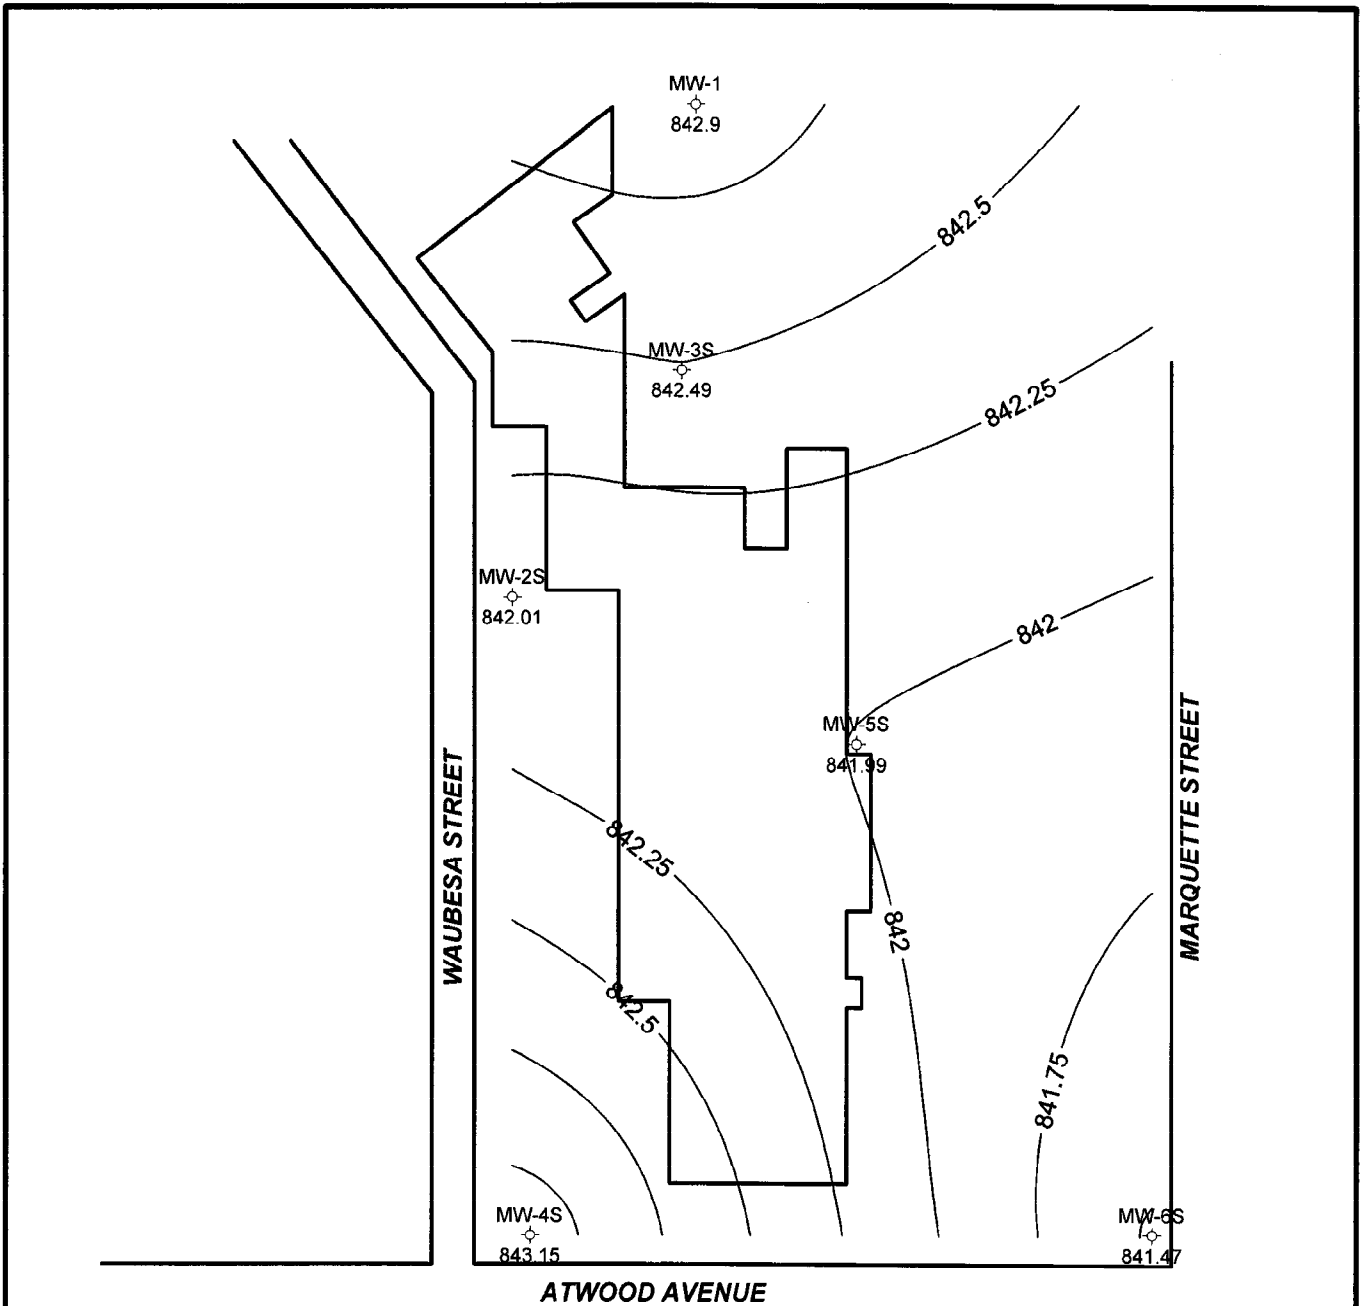 MW-1
842.9
842.5
MW-3S
842.49
842.25
MW-2S
842.01
842
MW-5S
841.99
WAUBESA STREET
MARQUETTE STREET
842.25
842
842.5
841.75
MW-4S
843.15
MW-6S
841.47
ATWOOD AVENUE